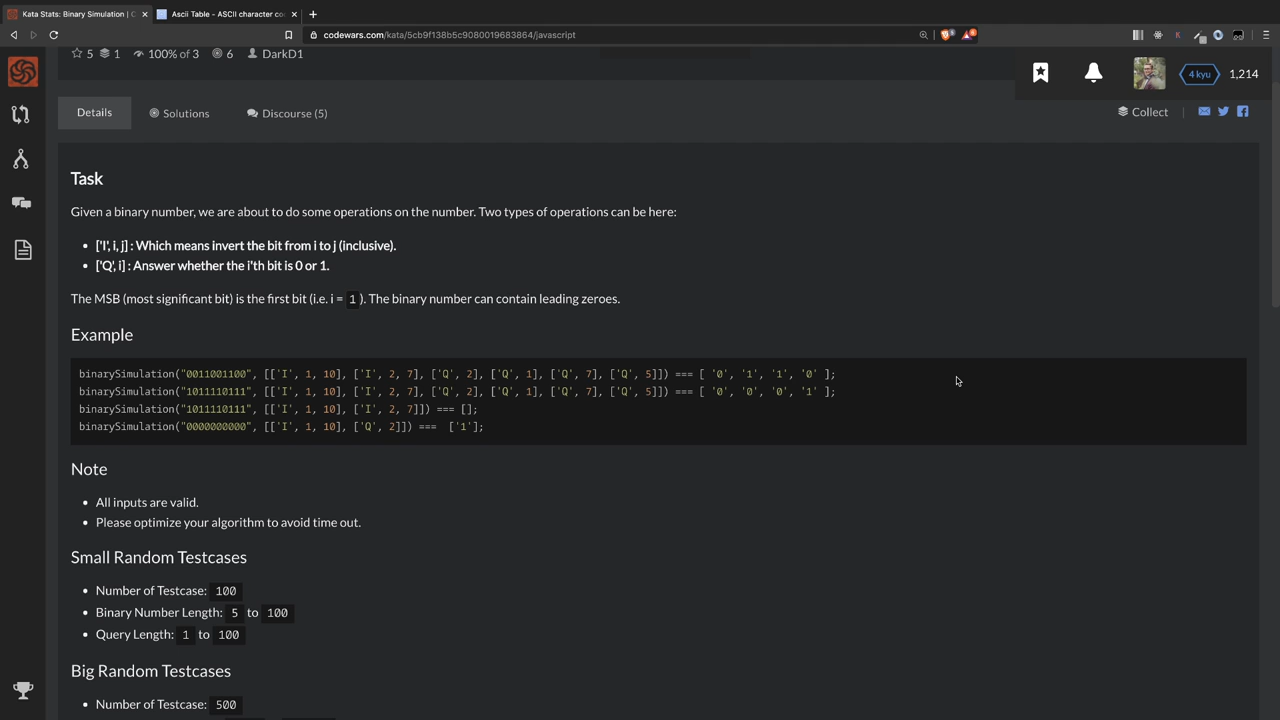 Kata Stats: Binary Simulation | C
Ascii Table - ASCII character co
codewars.com/kata/5cb9f138b5c9080019683864/javascript
5 1 100% of 3 6 DarkD1
4 kyu 1,214
Details Solutions Discourse (5) Collect
Task
Given a binary number, we are about to do some operations on the number. Two types of operations can be here:
• ['I', i, j] : Which means invert the bit from i to j (inclusive).
• ['Q', i] : Answer whether the i'th bit is 0 or 1.
The MSB (most significant bit) is the first bit (i.e. i = 1 ). The binary number can contain leading zeroes.
Example
binarySimulation("0011001100", [['I', 1, 10], ['I', 2, 7], ['Q', 2], ['Q', 1], ['Q', 7], ['Q', 5]]) === [ '0', '1', '1', '0' ];
binarySimulation("1011110111", [['I', 1, 10], ['I', 2, 7], ['Q', 2], ['Q', 1], ['Q', 7], ['Q', 5]]) === [ '0', '0', '0', '1' ];
binarySimulation("1011110111", [['I', 1, 10], ['I', 2, 7]]) === [];
binarySimulation("0000000000", [['I', 1, 10], ['Q', 2]]) === ['1'];
Note
• All inputs are valid.
• Please optimize your algorithm to avoid time out.
Small Random Testcases
• Number of Testcase: 100
• Binary Number Length: 5 to 100
• Query Length: 1 to 100
Big Random Testcases
• Number of Testcase: 500